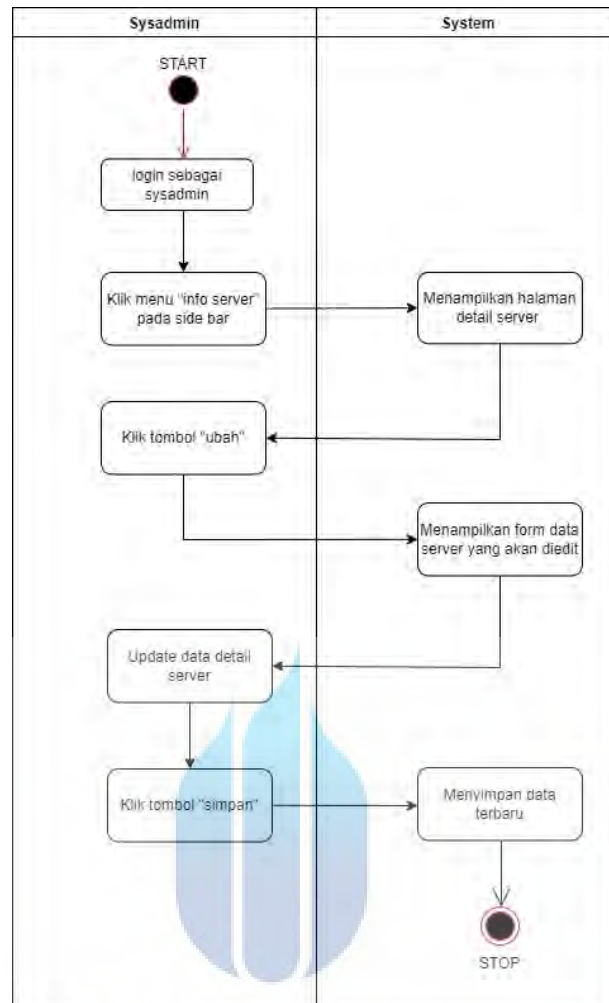 Sysadmin
System
START
login sebagai
sysadmin
Klik menu "info server"
pada side bar
Menampilkan halaman
detail server
Klik tombol "ubah"
Menampilkan form data
server yang akan diedit
Update data detail
server
Klik tombol "simpan"
Menyimpan data
terbaru
STOP